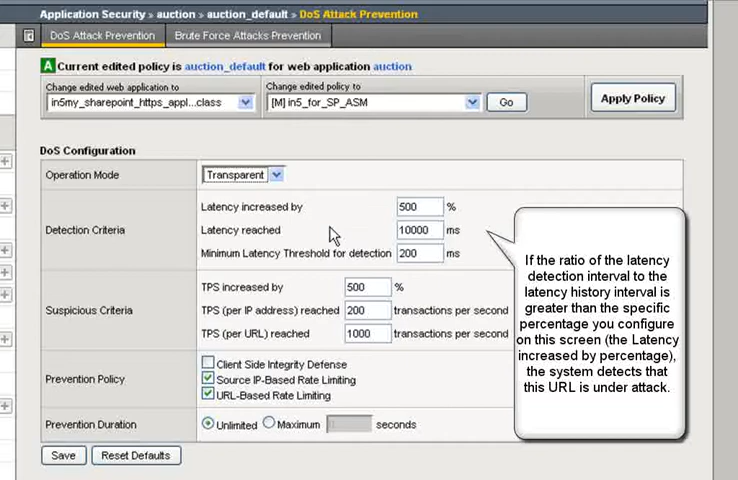 Application Security » auction » auction_default » DoS Attack Prevention
DoS Attack Prevention Brute Force Attacks Prevention
A Current edited policy is auction_default for web application auction
Change edited web application to Change edited policy to
in5my_sharepoint_https_appl...class [M] in5_for_SP_ASM Go Apply Policy
DoS Configuration
Operation Mode Transparent
Detection Criteria
Latency increased by 500 %
Latency reached 10000 ms
Minimum Latency Threshold for detection 200 ms
Suspicious Criteria
TPS increased by 500 %
TPS (per IP address) reached 200 transactions per second
TPS (per URL) reached 1000 transactions per second
Prevention Policy
Client Side Integrity Defense
Source IP-Based Rate Limiting
URL-Based Rate Limiting
Prevention Duration Unlimited Maximum seconds
Save Reset Defaults
If the ratio of the latency
detection interval to the
latency history interval is
greater than the specific
percentage you configure
on this screen (the Latency
increased by percentage),
the system detects that
this URL is under attack.